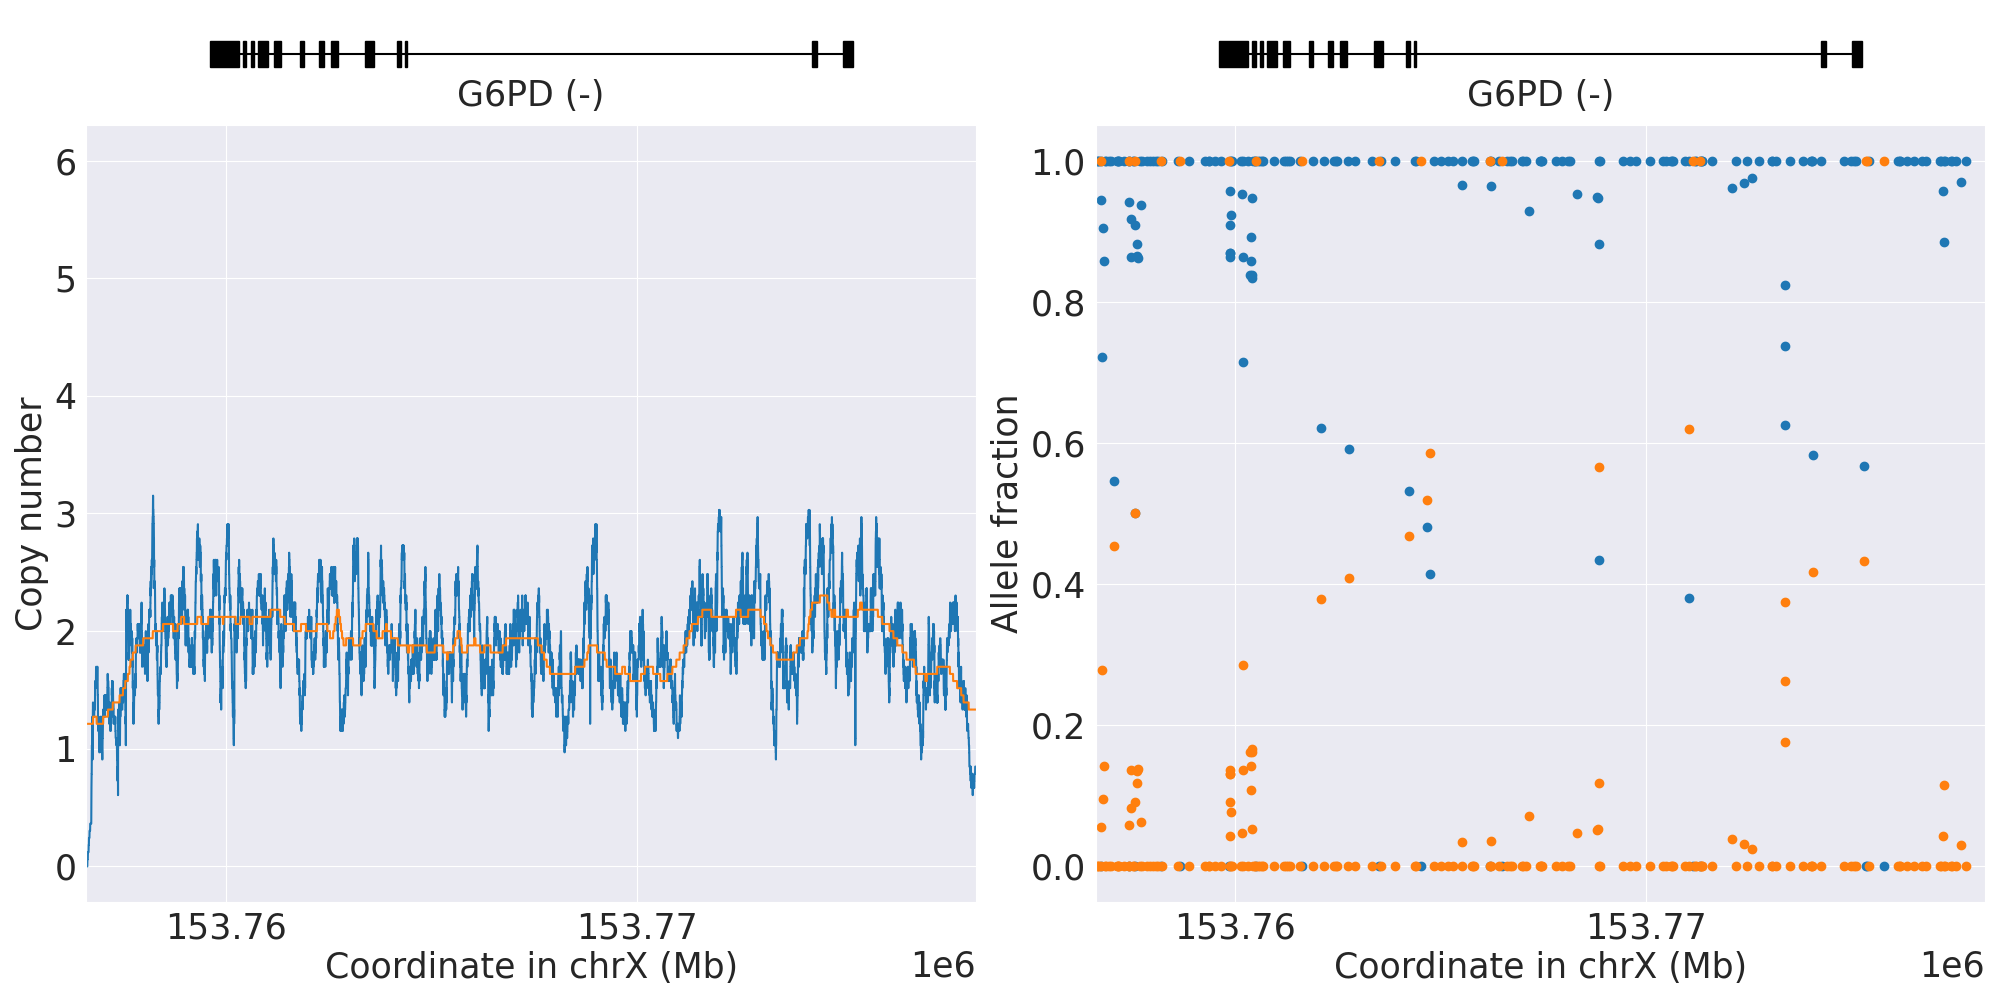 G6PD (-)
6
5
4
3
2
1
0
Copy number
153.76
153.77
Coordinate in chrX (Mb)
1e6
G6PD (-)
1.0
0.8
0.6
0.4
0.2
0.0
Allele fraction
153.76
153.77
Coordinate in chrX (Mb)
1e6